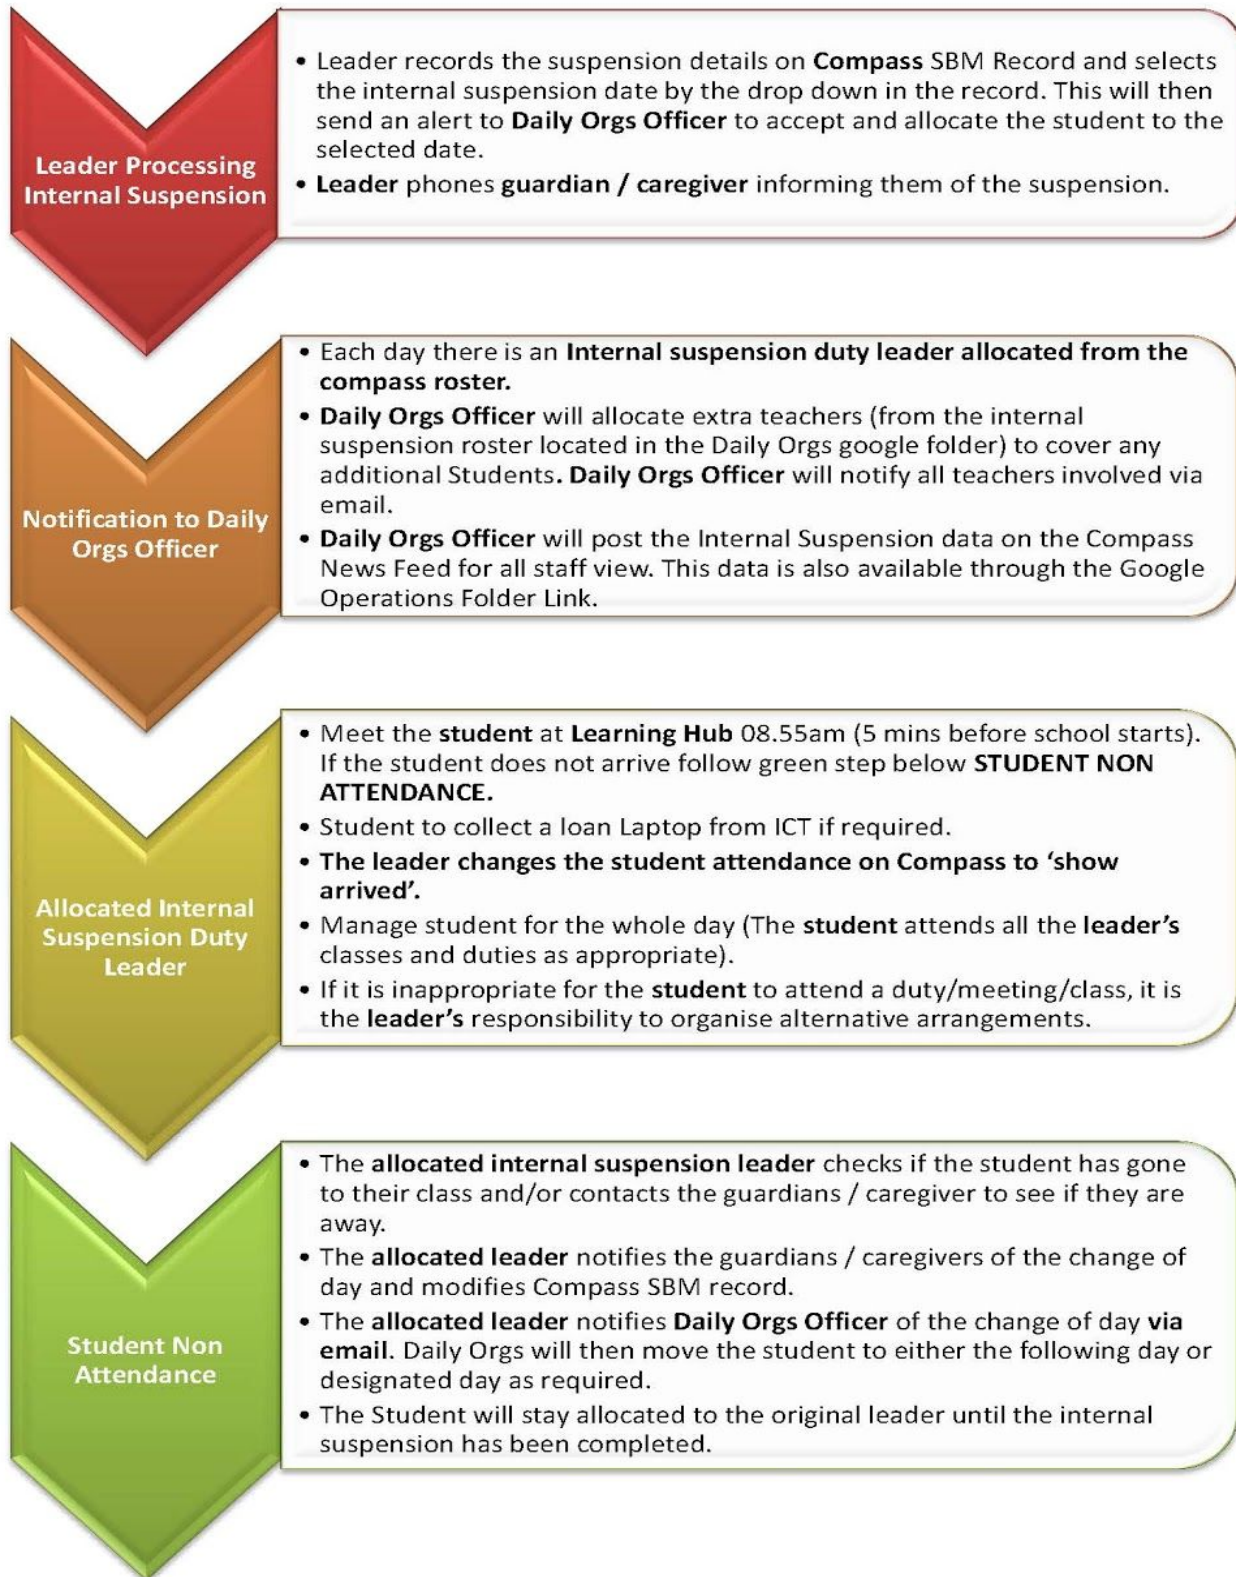 Leader Processing
Internal Suspension
• Leader records the suspension details on Compass SBM Record and selects
the internal suspension date by the drop down in the record. This will then
send an alert to Daily Orgs Officer to accept and allocate the student to the
selected date.
• Leader phones guardian / caregiver informing them of the suspension.
Notification to Daily
Orgs Officer
• Each day there is an Internal suspension duty leader allocated from the
compass roster.
• Daily Orgs Officer will allocate extra teachers (from the internal
suspension roster located in the Daily Orgs google folder) to cover any
additional Students. Daily Orgs Officer will notify all teachers involved via
email.
• Daily Orgs Officer will post the Internal Suspension data on the Compass
News Feed for all staff view. This data is also available through the Google
Operations Folder Link.
Allocated Internal
Suspension Duty
Leader
• Meet the student at Learning Hub 08.55am (5 mins before school starts).
If the student does not arrive follow green step below STUDENT NON
ATTENDANCE.
• Student to collect a loan Laptop from ICT if required.
• The leader changes the student attendance on Compass to ‘show
arrived’.
• Manage student for the whole day (The student attends all the leader’s
classes and duties as appropriate).
• If it is inappropriate for the student to attend a duty/meeting/class, it is
the leader’s responsibility to organise alternative arrangements.
Student Non
Attendance
• The allocated internal suspension leader checks if the student has gone
to their class and/or contacts the guardians / caregiver to see if they are
away.
• The allocated leader notifies the guardians / caregivers of the change of
day and modifies Compass SBM record.
• The allocated leader notifies Daily Orgs Officer of the change of day via
email. Daily Orgs will then move the student to either the following day or
designated day as required.
• The Student will stay allocated to the original leader until the internal
suspension has been completed.